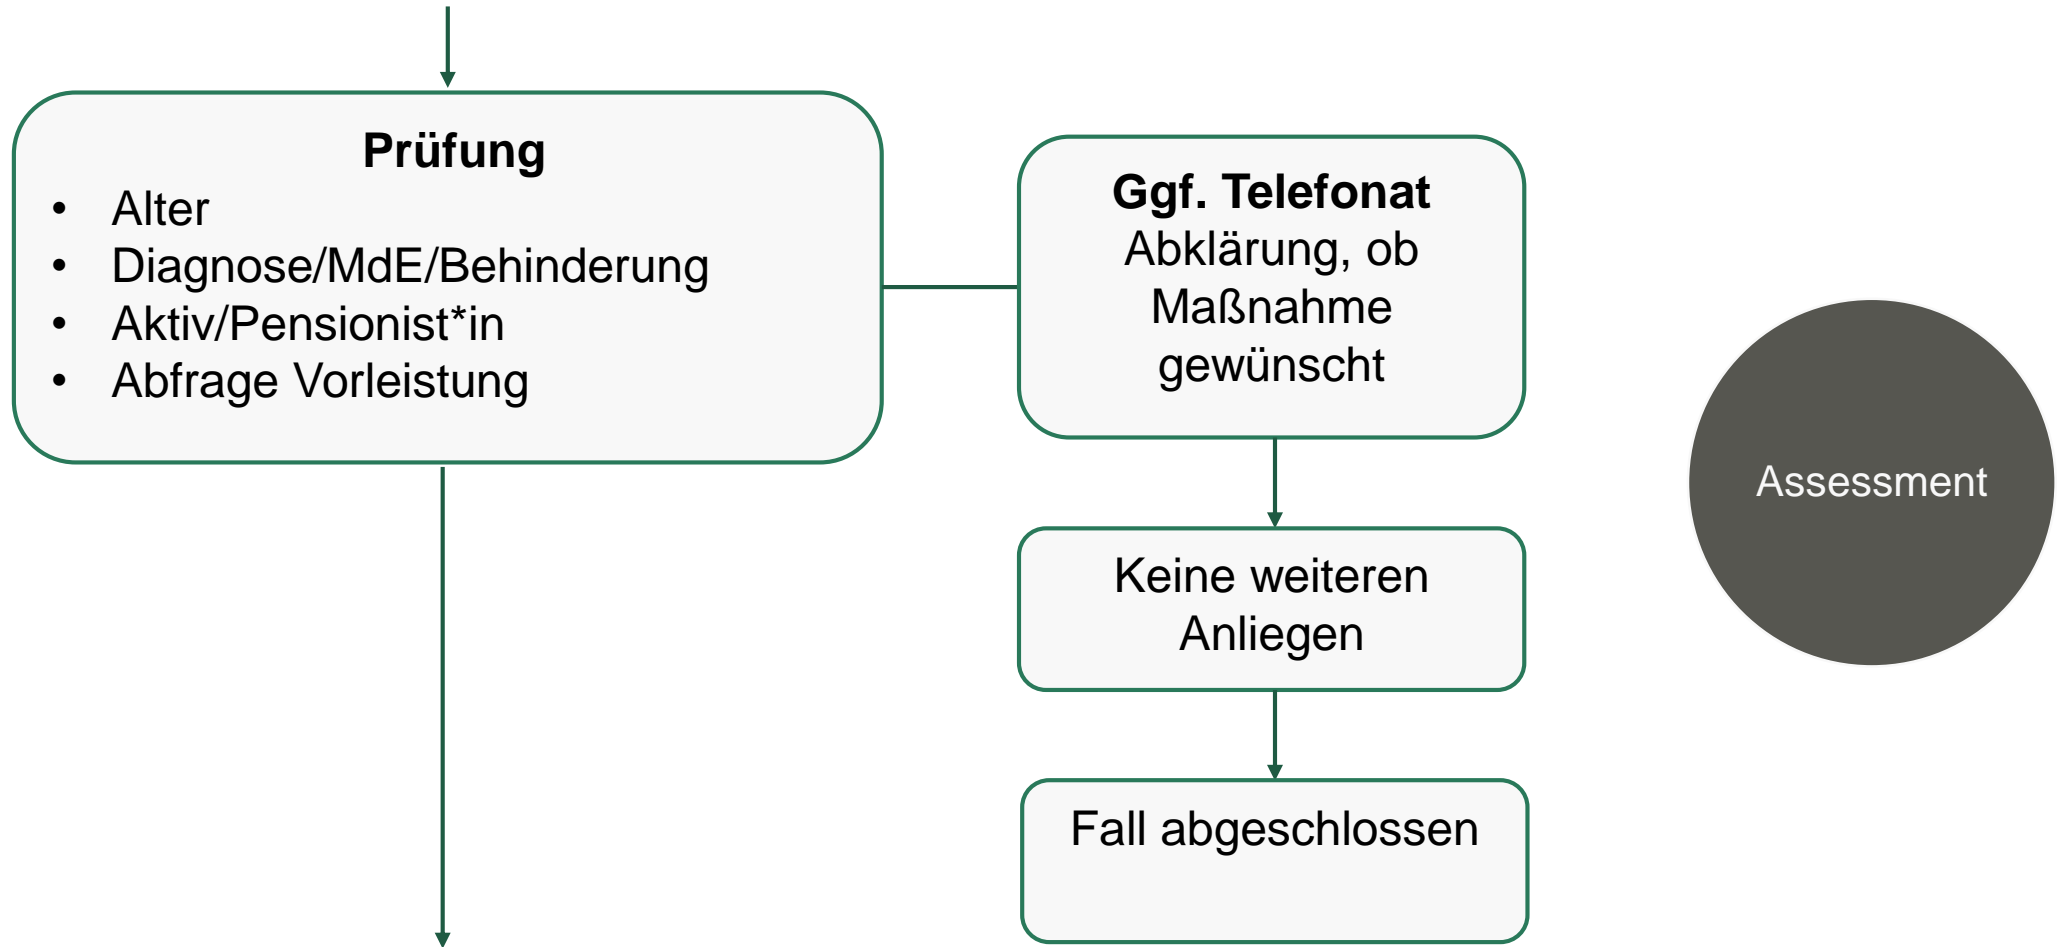 Prüfung
• Alter
• Diagnose/MdE/Behinderung
• Aktiv/Pensionist*in
• Abfrage Vorleistung
Ggf. Telefonat
Abklärung, ob
Maßnahme
gewünscht
Keine weiteren
Anliegen
Fall abgeschlossen
Assessment